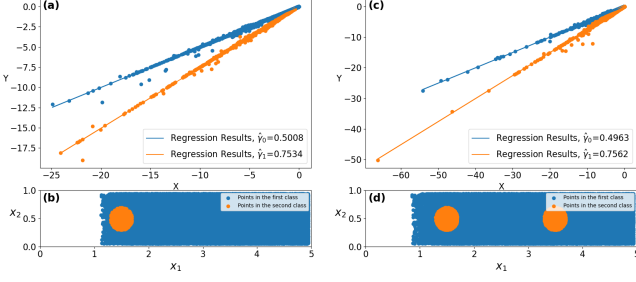 (a)
0.0
−2.5
−5.0
−7.5
−10.0
−12.5
−15.0
−17.5
Y
Regression Results, γ̂₀=0.5008
Regression Results, γ̂₁=0.7534
−25 −20 −15 −10 −5 0
X
(c)
0
−10
−20
−30
−40
−50
Y
Regression Results, γ̂₀=0.4963
Regression Results, γ̂₁=0.7562
−60 −50 −40 −30 −20 −10 0
X
(b)
1.0
0.5
0.0
x₂
Points in the first class
Points in the second class
0 1 2 3 4 5
x₁
(d)
1.0
0.5
0.0
x₂
Points in the first class
Points in the second class
0 1 2 3 4 5
x₁